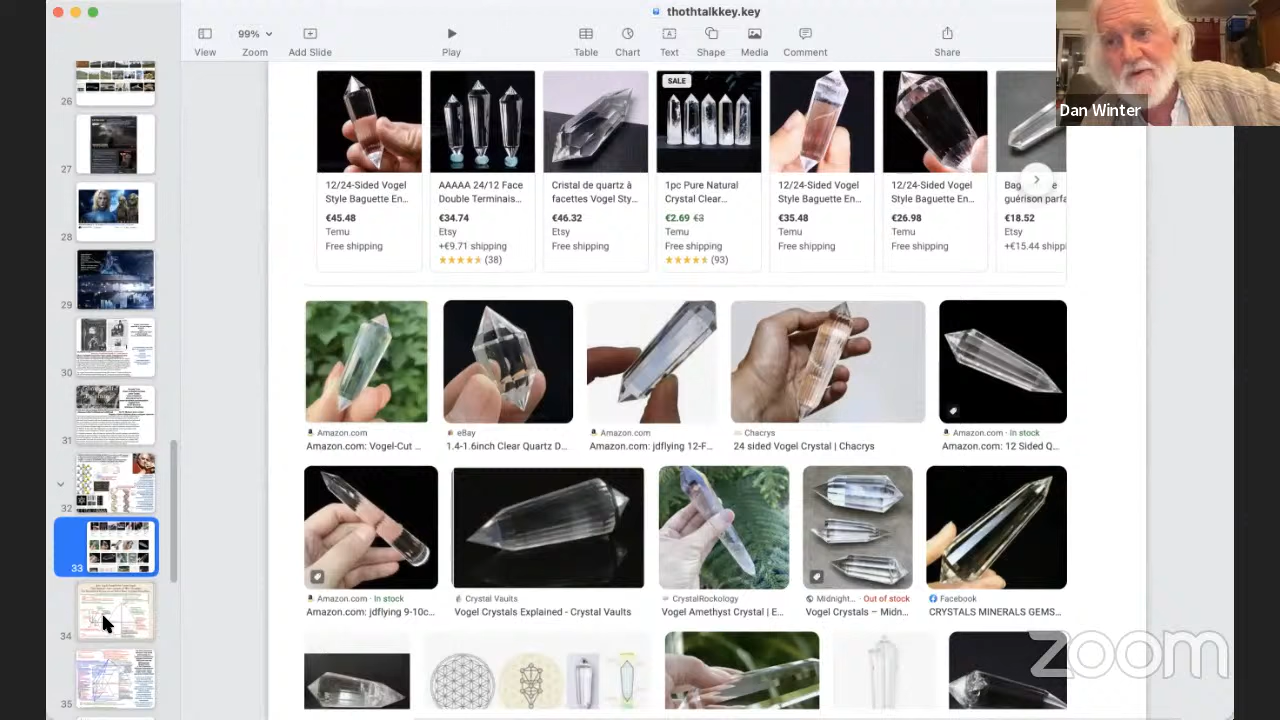 thothtalkkey.key
99%
View
Zoom
Add Slide
Play
Table
Chart
Text
Shape
Media
Comment
Share
Dan Winter
26
27
28
29
30
31
32
33
34
35
SALE
12/24-Sided Vogel
Style Baguette En...
€45.48
Temu
Free shipping
AAAAA 24/12 Face
Double Terminais...
€34.74
Etsy
+€9.71 shipping
(38)
Cristal de quartz à
facettes Vogel Sty...
€46.32
Etsy
Free shipping
1pc Pure Natural
Crystal Clear...
€2.69 €3
Temu
Free shipping
(93)
12/24-Sided Vogel
Style Baguette En...
€35.48
Temu
Free shipping
12/24-Sided Vogel
Style Baguette En...
€26.98
Temu
Free shipping
guérison parfa
€18.52
Etsy
+€15.44 shipp
Amazon.com
Amazon.com: Vogel-Cut ...
eBay
1.4-1.6inch Clear Quartz 1...
Amazon.com
Amazon.com: jdflying 12-F...
Chacrys
24 sided Vogel Crystal | Chacrys
Amazon.com · In stock
Amazon.com: 12 Sided Q...
Amazon.com · In stock
Amazon.com: jdflying 9-10c...
Crystal Vaults
Vogel Crystals Explained - Crystal Vaults
CrystalRockology
Vogel Amethyst Crystal | E...
Midnight... · Out of stock
Vogel Crystals – Midn...
Facebook
CRYSTALS MINERALS GEMS...
zoom